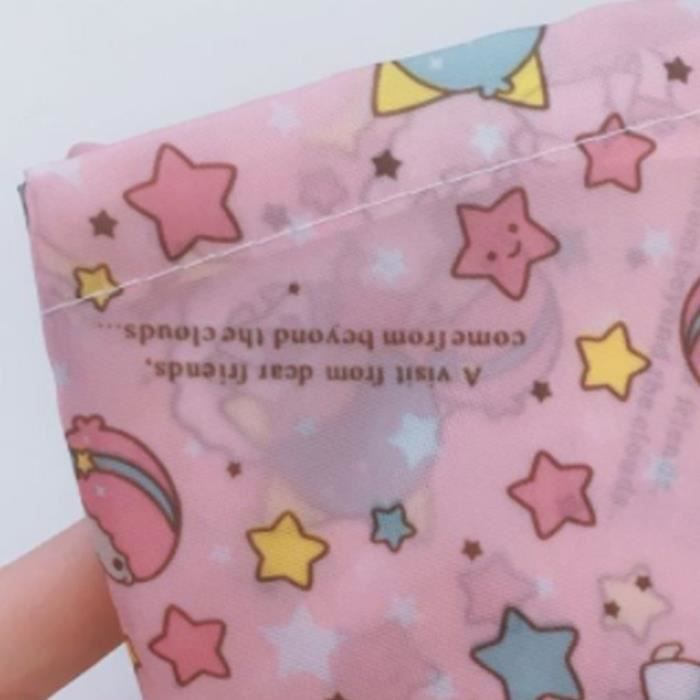 A visit from dear friends,
come from beyond the clouds...